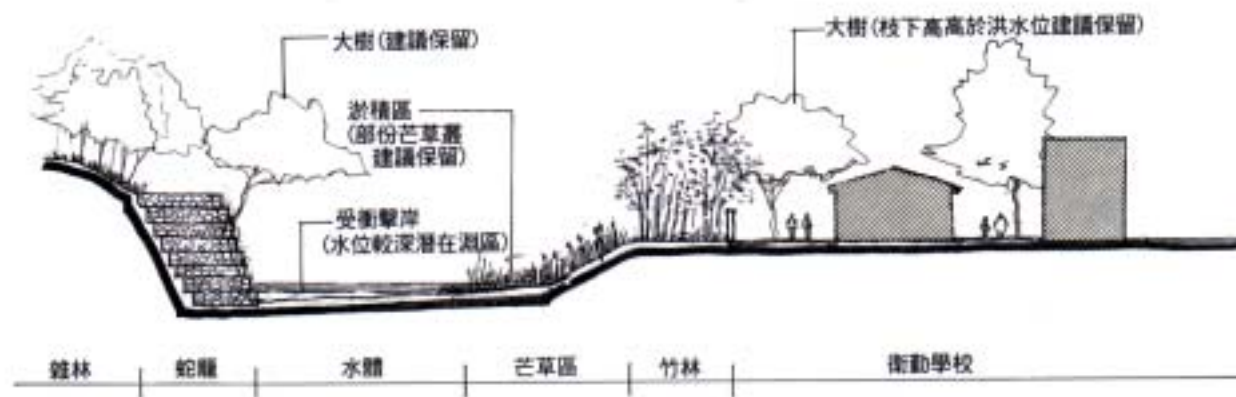 大樹(建議保留)
大樹(枝下高高於洪水位建議保留)
淤積區
(部份芒草叢
建議保留)
受衝擊岸
(水位較深潛在淵區)
雜林
蛇籠
水體
芒草區
竹林
衛勤學校